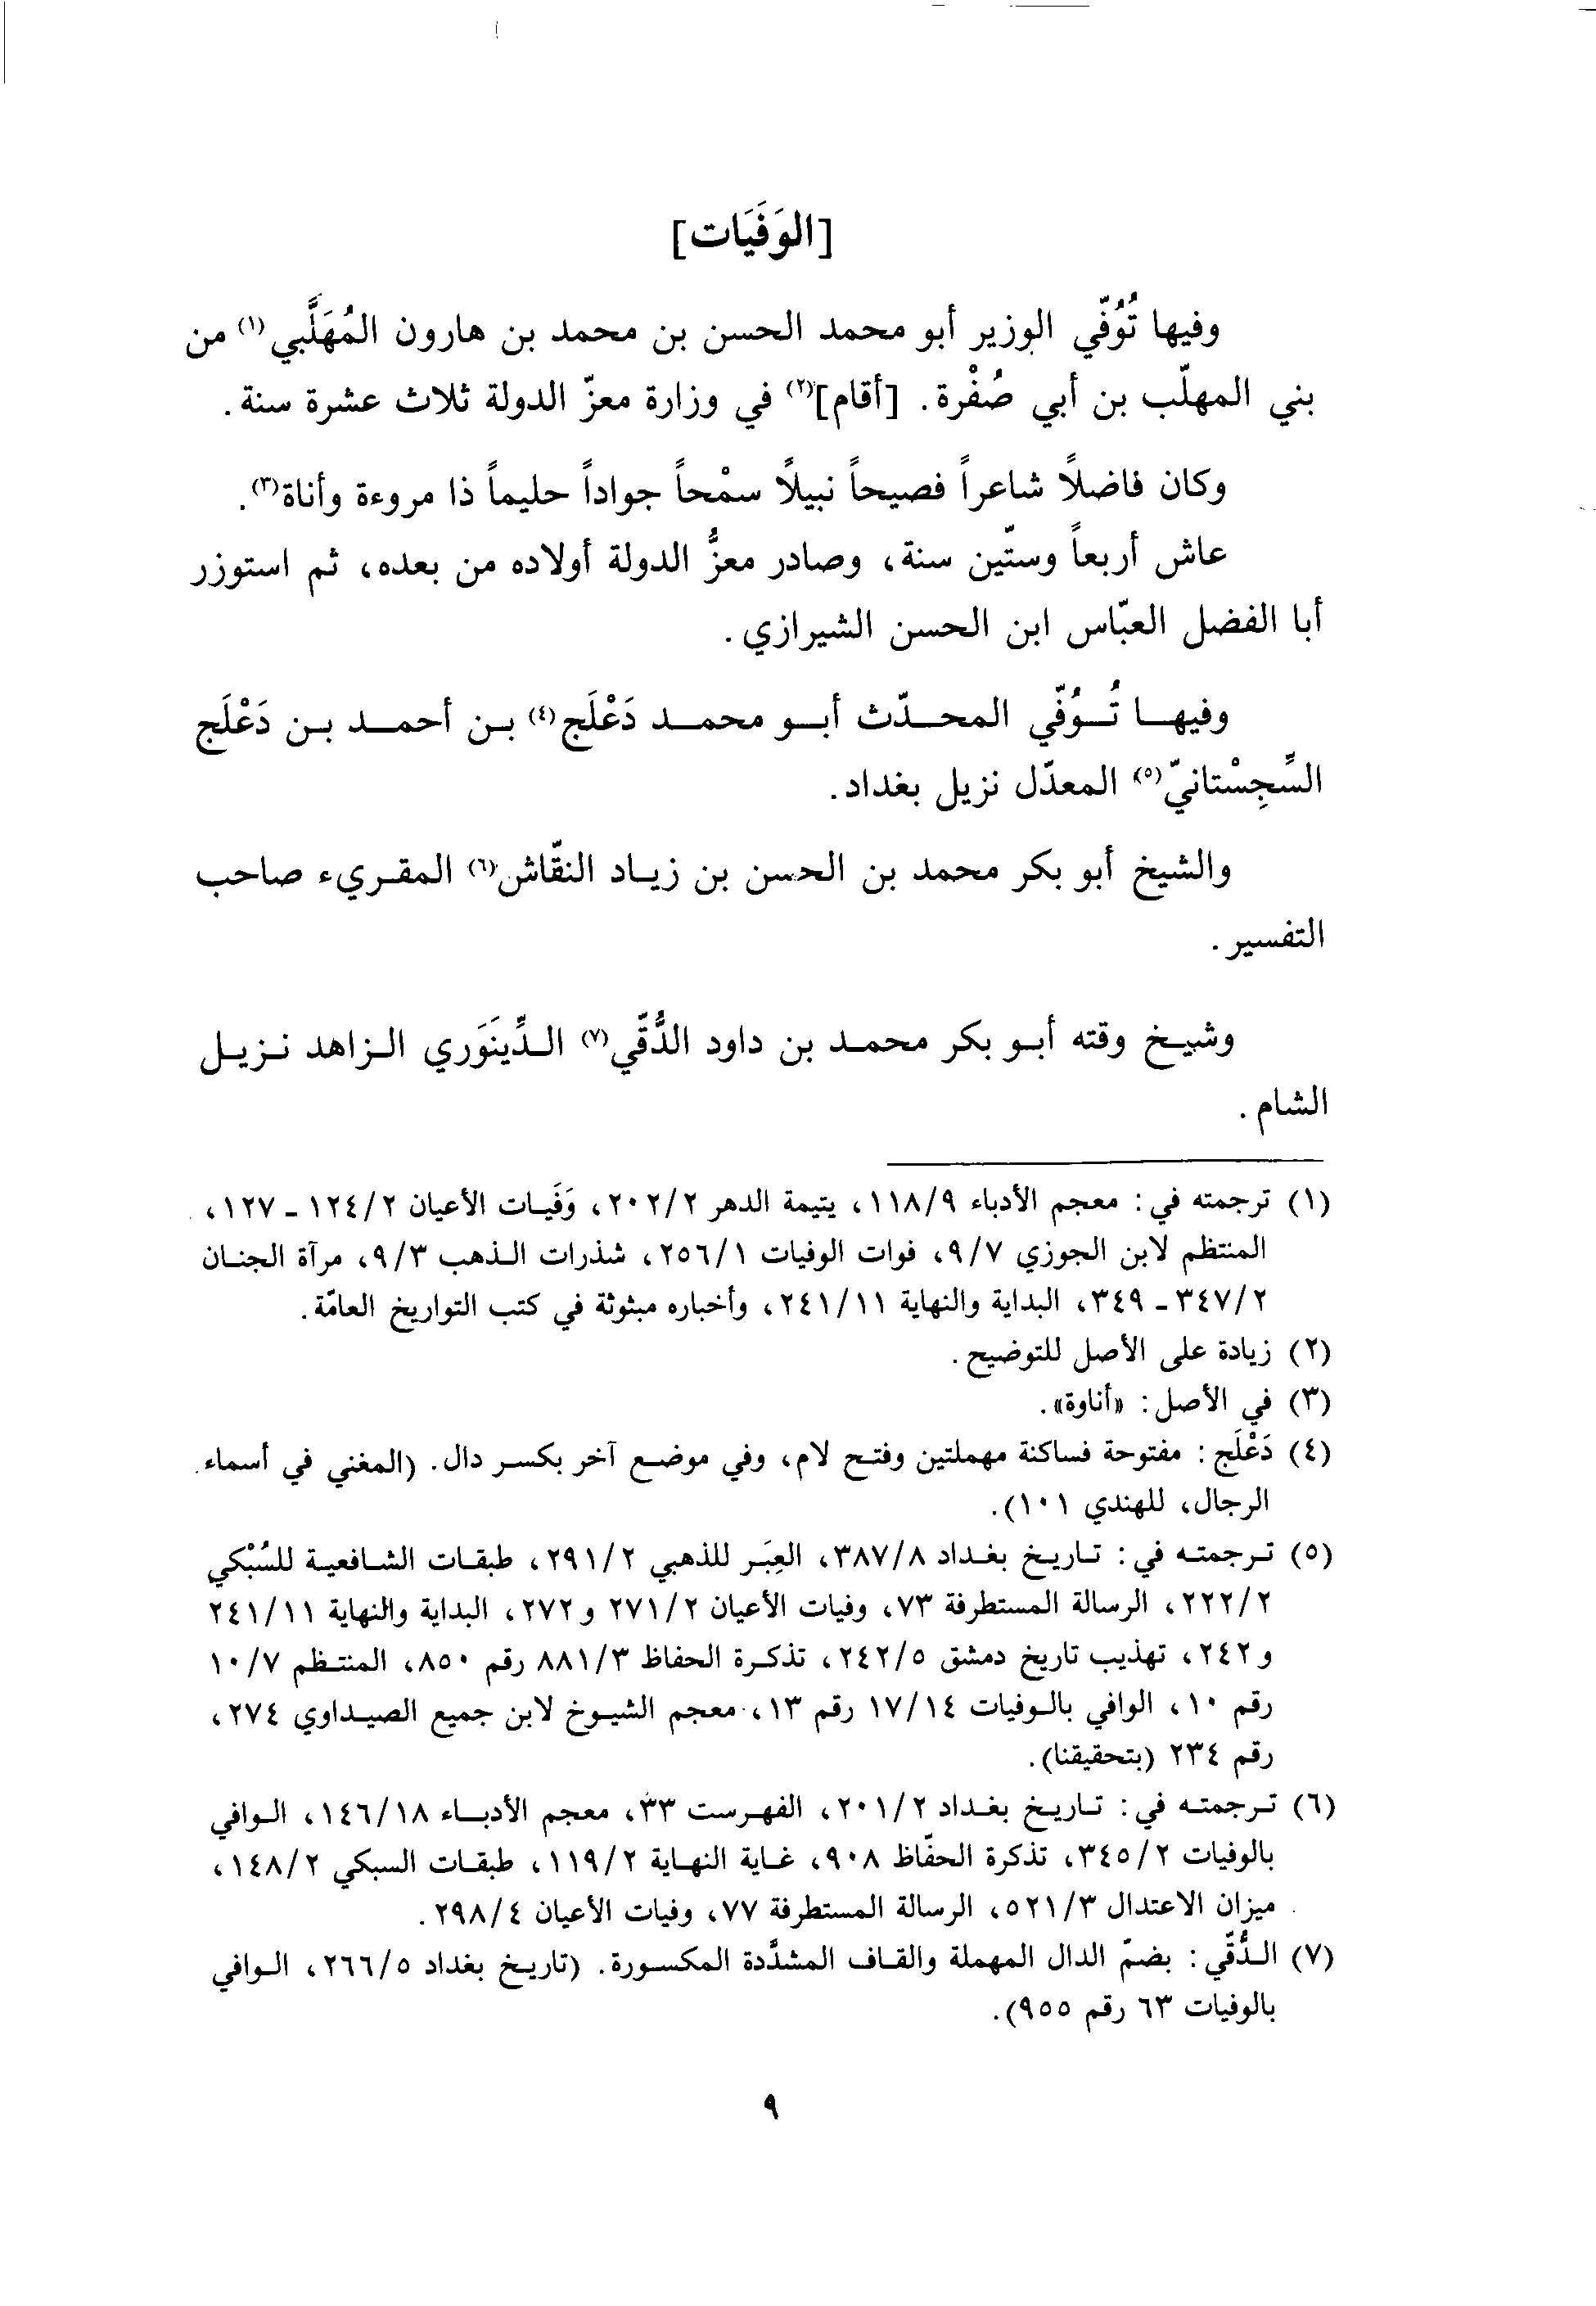 [الوَفَيَات]
وفيها تُوُفّي الوزير أبو محمد الحسن بن محمد بن هارون المُهَلَّبي(١) من
بني المهلّب بن أبي صُفْرة. [أقام](٢) في وزارة معزّ الدولة ثلاث عشرة سنة.
وكان فاضلاً شاعراً فصيحاً نبيلاً سمْحاً جواداً حليماً ذا مروءة وأناة(٣).
عاش أربعاً وستّين سنة، وصادر معزُّ الدولة أولاده من بعده، ثم استوزر
أبا الفضل العبّاس ابن الحسن الشيرازي.
وفيها تُوُفّي المحدّث أبو محمد دَعْلَج(٤) بن أحمد بن دَعْلَج
السِّجِسْتانيّ(٥) المعدّل نزيل بغداد.
والشيخ أبو بكر محمد بن الحسن بن زياد النقّاش(٦) المقريء صاحب
التفسير.
وشيخ وقته أبو بكر محمد بن داود الدُّقّي(٧) الدِّينَوَري الزاهد نزيل
الشام.
(١) ترجمته في: معجم الأدباء ١١٨/٩، يتيمة الدهر ٢٠٢/٢، وَفَيات الأعيان ١٢٤/٢ - ١٢٧،
المنتظم لابن الجوزي ٩/٧، فوات الوفيات ٢٥٦/١، شذرات الذهب ٩/٣، مرآة الجنان
٣٤٧/٢ - ٣٤٩، البداية والنهاية ٢٤١/١١، وأخباره مبثوثة في كتب التواريخ العامّة.
(٢) زيادة على الأصل للتوضيح.
(٣) في الأصل: «أناوة».
(٤) دَعْلَج: مفتوحة فساكنة مهملتين وفتح لام، وفي موضع آخر بكسر دال. (المغني في أسماء
الرجال، للهندي ١٠١).
(٥) ترجمته في: تاريخ بغداد ٣٨٧/٨، العِبَر للذهبي ٢٩١/٢، طبقات الشافعية للسُبْكي
٢٢٢/٢، الرسالة المستطرفة ٧٣، وفيات الأعيان ٢٧١/٢ و٢٧٢، البداية والنهاية ٢٤١/١١
و٢٤٢، تهذيب تاريخ دمشق ٢٤٢/٥، تذكرة الحفاظ ٨٨١/٣ رقم ٨٥٠، المنتظم ١٠/٧
رقم ١٠، الوافي بالوفيات ١٧/١٤ رقم ١٣، معجم الشيوخ لابن جميع الصيداوي ٢٧٤،
رقم ٢٣٤ (بتحقيقنا).
(٦) ترجمته في: تاريخ بغداد ٢٠١/٢، الفهرست ٣٣، معجم الأدباء ١٤٦/١٨، الوافي
بالوفيات ٣٤٥/٢، تذكرة الحفّاظ ٩٠٨، غاية النهاية ١١٩/٢، طبقات السبكي ١٤٨/٢،
ميزان الاعتدال ٥٢١/٣، الرسالة المستطرفة ٧٧، وفيات الأعيان ٢٩٨/٤.
(٧) الدُّقّي: بضمّ الدال المهملة والقاف المشدَّدة المكسورة. (تاريخ بغداد ٢٦٦/٥، الوافي
بالوفيات ٦٣ رقم ٩٥٥).
٩